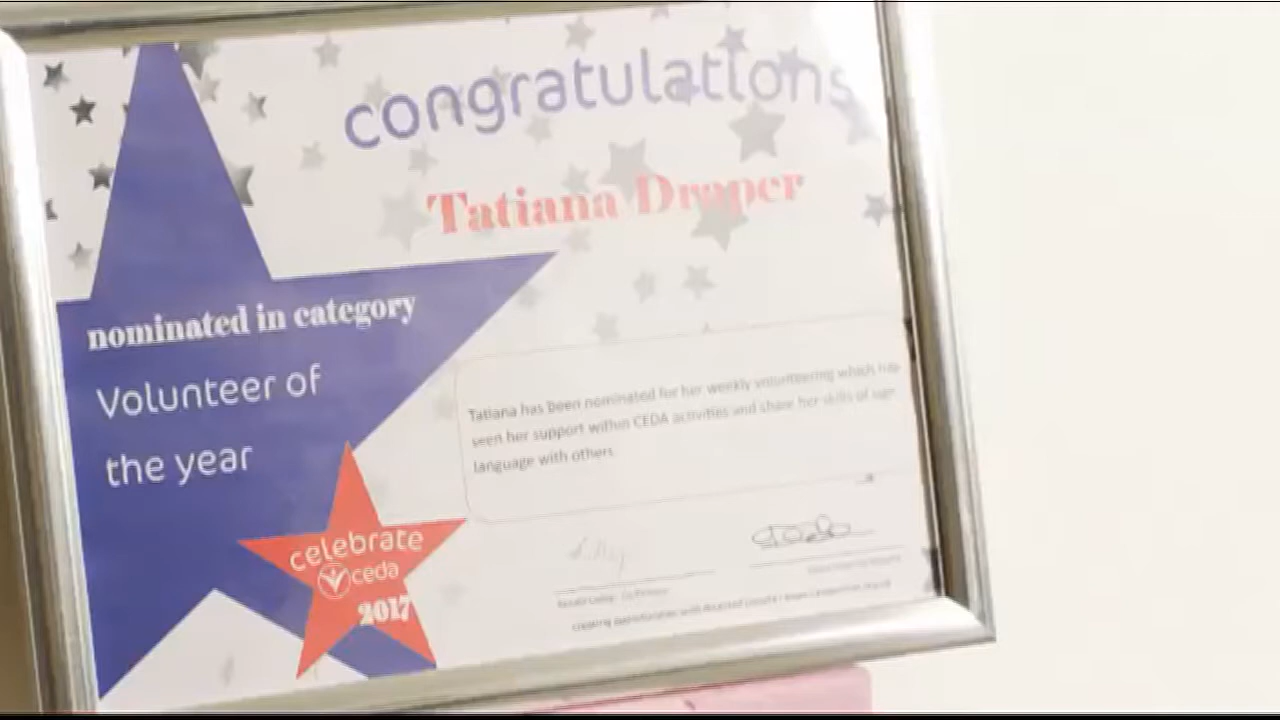 congratulations
Tatiana Draper
nominated in category
Volunteer of
the year
Tatiana has been nominated for her weekly volunteering which has
seen her support within CEDA activities and share her skills of sign
language with others
celebrate
ceda
2017